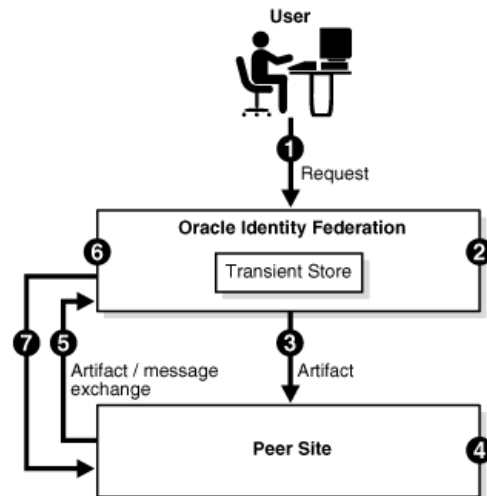 User
1
Request
Oracle Identity Federation
6
2
Transient Store
7
5
3
Artifact / message
exchange
Artifact
Peer Site
4